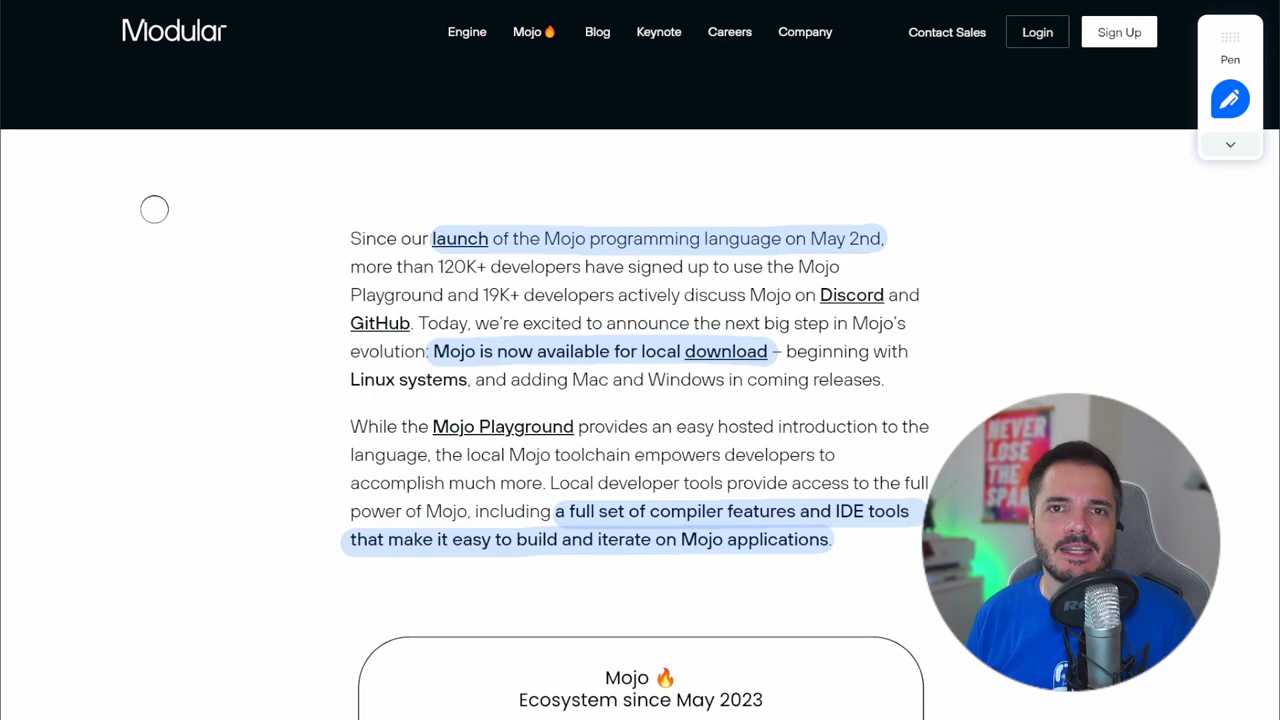 Modular
Engine
Mojo🔥
Blog
Keynote
Careers
Company
Contact Sales
Login
Sign Up
Pen
Since our launch of the Mojo programming language on May 2nd,
more than 120K+ developers have signed up to use the Mojo
Playground and 19K+ developers actively discuss Mojo on Discord and
GitHub. Today, we’re excited to announce the next big step in Mojo’s
evolution: Mojo is now available for local download – beginning with
Linux systems, and adding Mac and Windows in coming releases.
While the Mojo Playground provides an easy hosted introduction to the
language, the local Mojo toolchain empowers developers to
accomplish much more. Local developer tools provide access to the full
power of Mojo, including a full set of compiler features and IDE tools
that make it easy to build and iterate on Mojo applications.
NEVER
LOSE
THE
Mojo 🔥
Ecosystem since May 2023